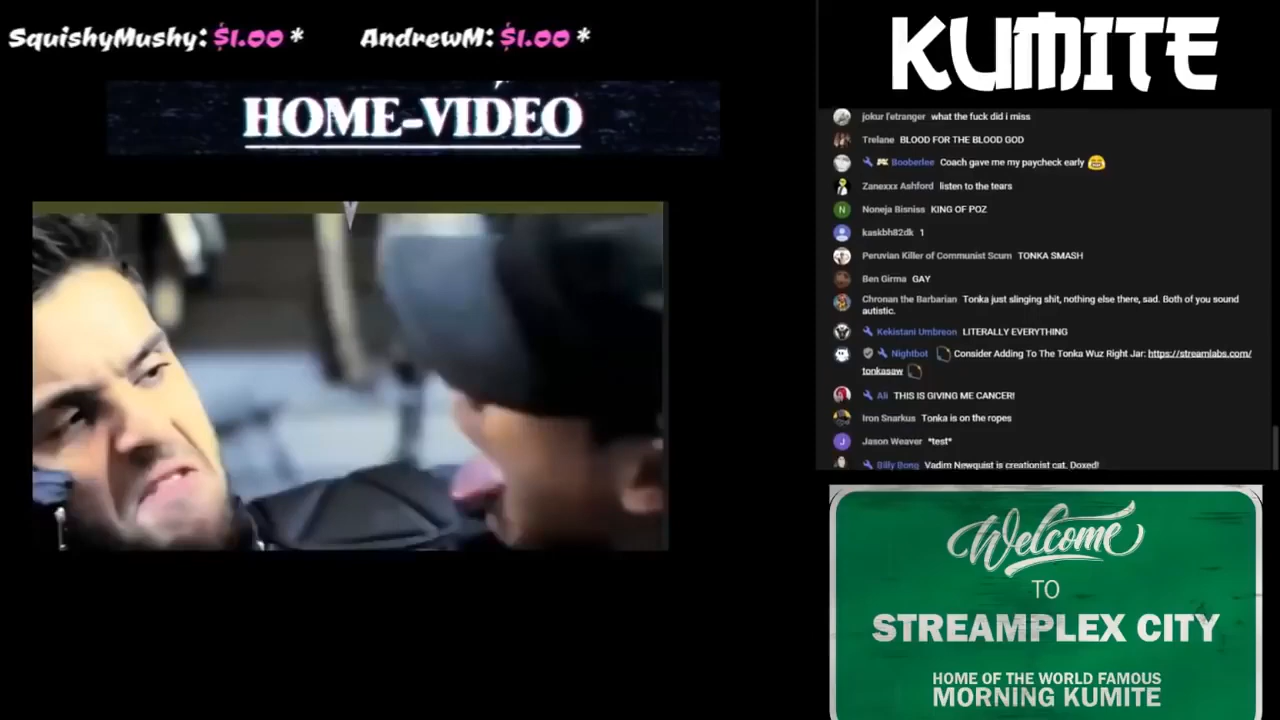 SquishyMushy: $1.00 * AndrewM: $1.00 *
HOME-VIDEO
KUMITE
jokur l'etranger what the fuck did i miss
Trelane BLOOD FOR THE BLOOD GOD
Booberlee Coach gave me my paycheck early 😂
Zanexxx Ashford listen to the tears
N Noneja Bisniss KING OF POZ
kaskbh82dk 1
Peruvian Killer of Communist Scum TONKA SMASH
Ben Girma GAY
Chronan the Barbarian Tonka just slinging shit, nothing else there, sad. Both of you sound
autistic.
Kekistani Umbreon LITERALLY EVERYTHING
Nightbot Consider Adding To The Tonka Wuz Right Jar: https://streamlabs.com/
tonkasaw
Ali THIS IS GIVING ME CANCER!
Iron Snarkus Tonka is on the ropes
J Jason Weaver *test*
Billy Bong Vadim Newquist is creationist cat. Doxed!
Welcome
TO
STREAMPLEX CITY
HOME OF THE WORLD FAMOUS
MORNING KUMITE